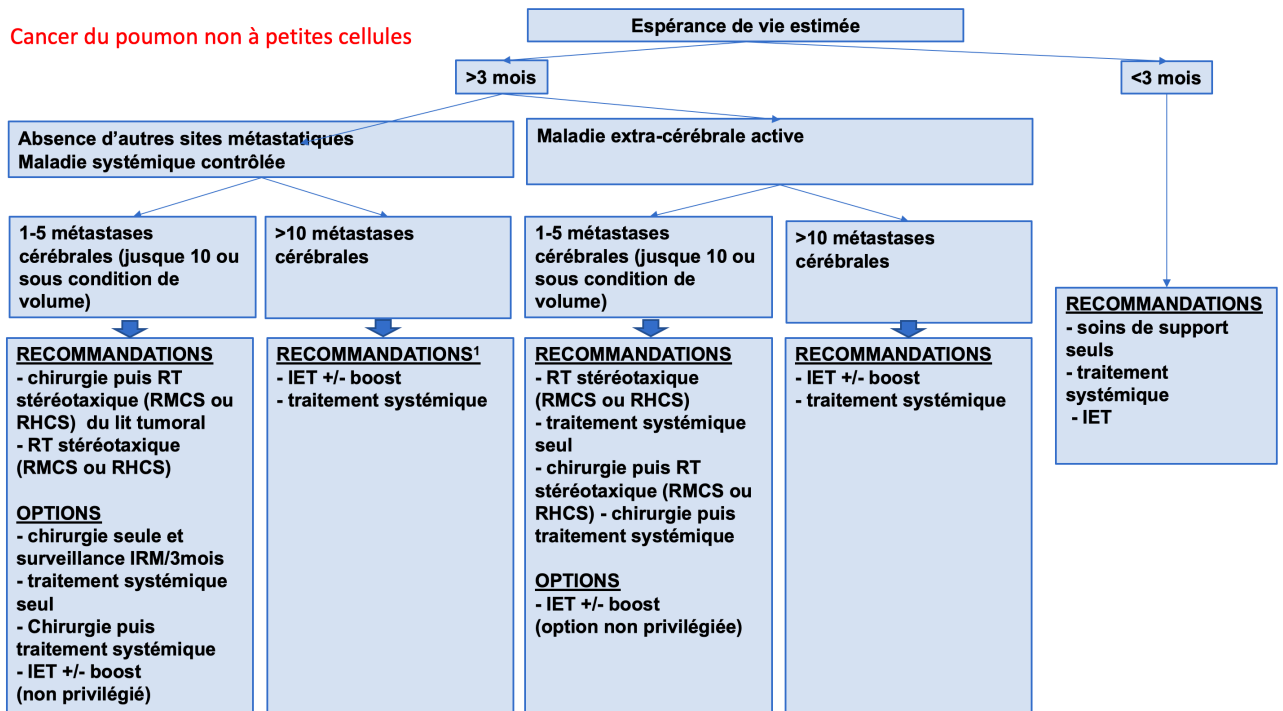 Cancer du poumon non à petites cellules
Espérance de vie estimée
>3 mois
<3 mois
Absence d'autres sites métastatiques
Maladie systémique contrôlée
Maladie extra-cérébrale active
1-5 métastases
cérébrales (jusque 10 ou
sous condition de
volume)
>10 métastases
cérébrales
1-5 métastases
cérébrales (jusque 10 ou
sous condition de
volume)
>10 métastases
cérébrales
RECOMMANDATIONS
- chirurgie puis RT
stéréotaxique (RMCS ou
RHCS) du lit tumoral
- RT stéréotaxique
(RMCS ou RHCS)
OPTIONS
- chirurgie seule et
surveillance IRM/3mois
- traitement systémique
seul
- Chirurgie puis
traitement systémique
- IET +/- boost
(non privilégié)
RECOMMANDATIONS¹
- IET +/- boost
- traitement systémique
RECOMMANDATIONS
- RT stéréotaxique
(RMCS ou RHCS)
- traitement systémique
seul
- chirurgie puis RT
stéréotaxique (RMCS ou
RHCS) - chirurgie puis
traitement systémique
OPTIONS
- IET +/- boost
(option non privilégiée)
RECOMMANDATIONS
- IET +/- boost
- traitement systémique
RECOMMANDATIONS
- soins de support
seuls
- traitement
systémique
- IET